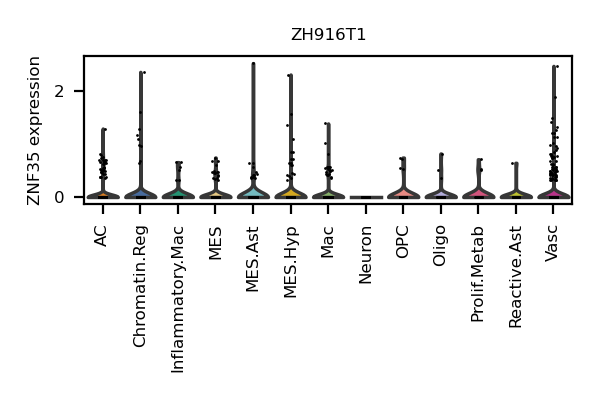 ZH916T1
ZNF35 expression
2
0
AC
Chromatin.Reg
Inflammatory.Mac
MES
MES.Ast
MES.Hyp
Mac
Neuron
OPC
Oligo
Prolif.Metab
Reactive.Ast
Vasc